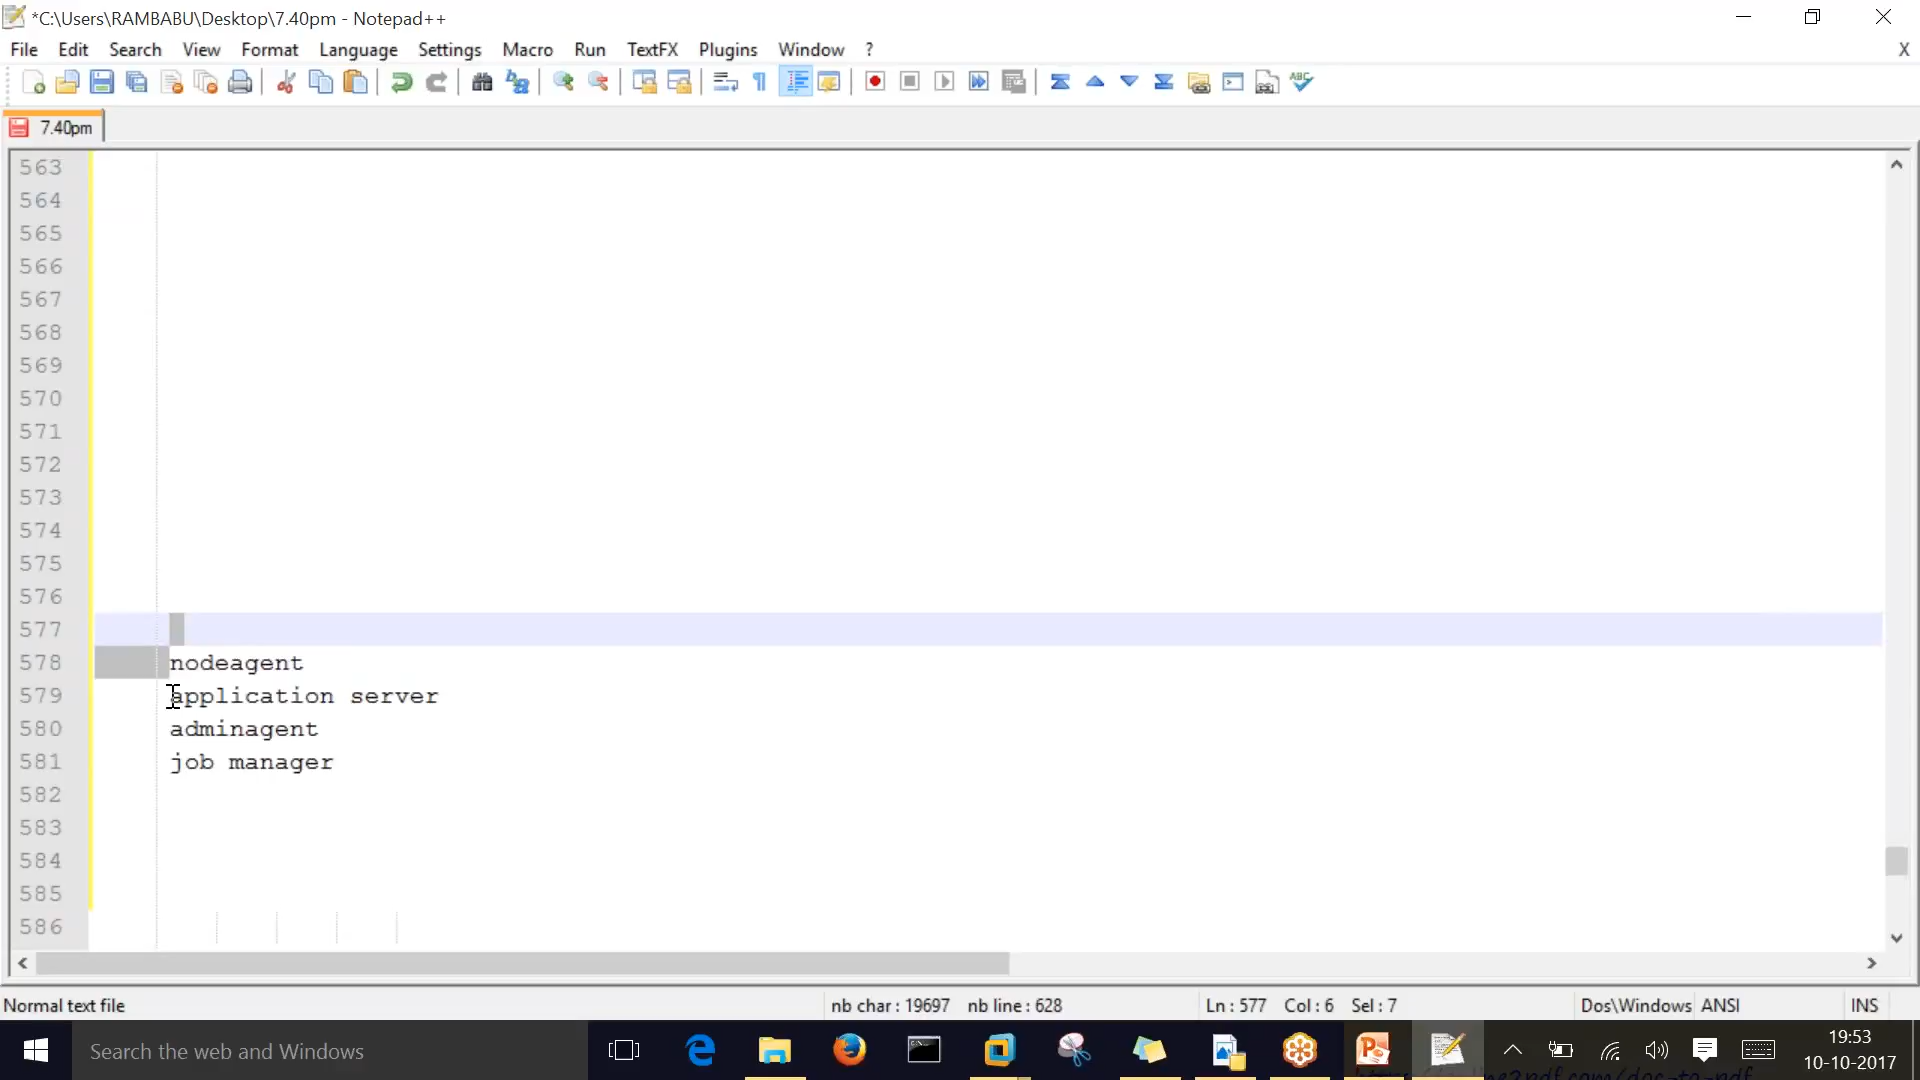 *C:\Users\RAMBABU\Desktop\7.40pm - Notepad++
File Edit Search View Format Language Settings Macro Run TextFX Plugins Window ? X
7.40pm
563
564
565
566
567
568
569
570
571
572
573
574
575
576
577
578 nodeagent
579 application server
580 adminagent
581 job manager
582
583
584
585
586
Normal text file nb char : 19697 nb line : 628 Ln : 577 Col : 6 Sel : 7 Dos\Windows ANSI INS
Search the web and Windows
19:53
10-10-2017